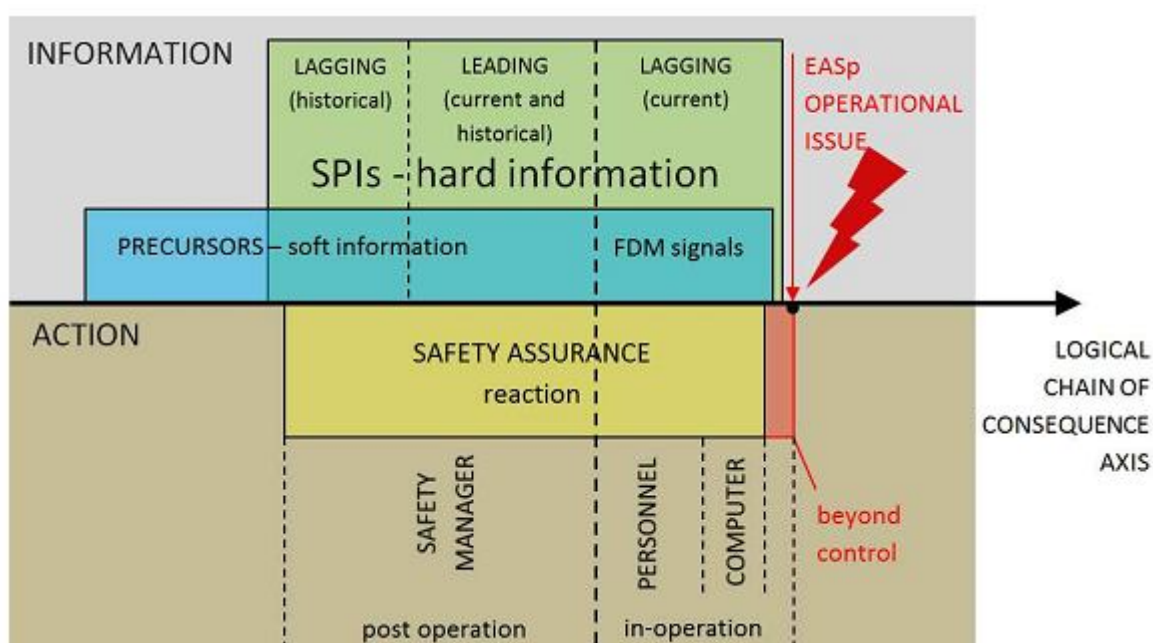 INFORMATION
LAGGING
(historical)
LEADING
(current and
historical)
LAGGING
(current)
EASp
OPERATIONAL
ISSUE
SPIs - hard information
PRECURSORS – soft information
FDM signals
ACTION
SAFETY ASSURANCE
reaction
LOGICAL
CHAIN OF
CONSEQUENCE
AXIS
SAFETY
MANAGER
PERSONNEL
COMPUTER
beyond
control
post operation
in-operation